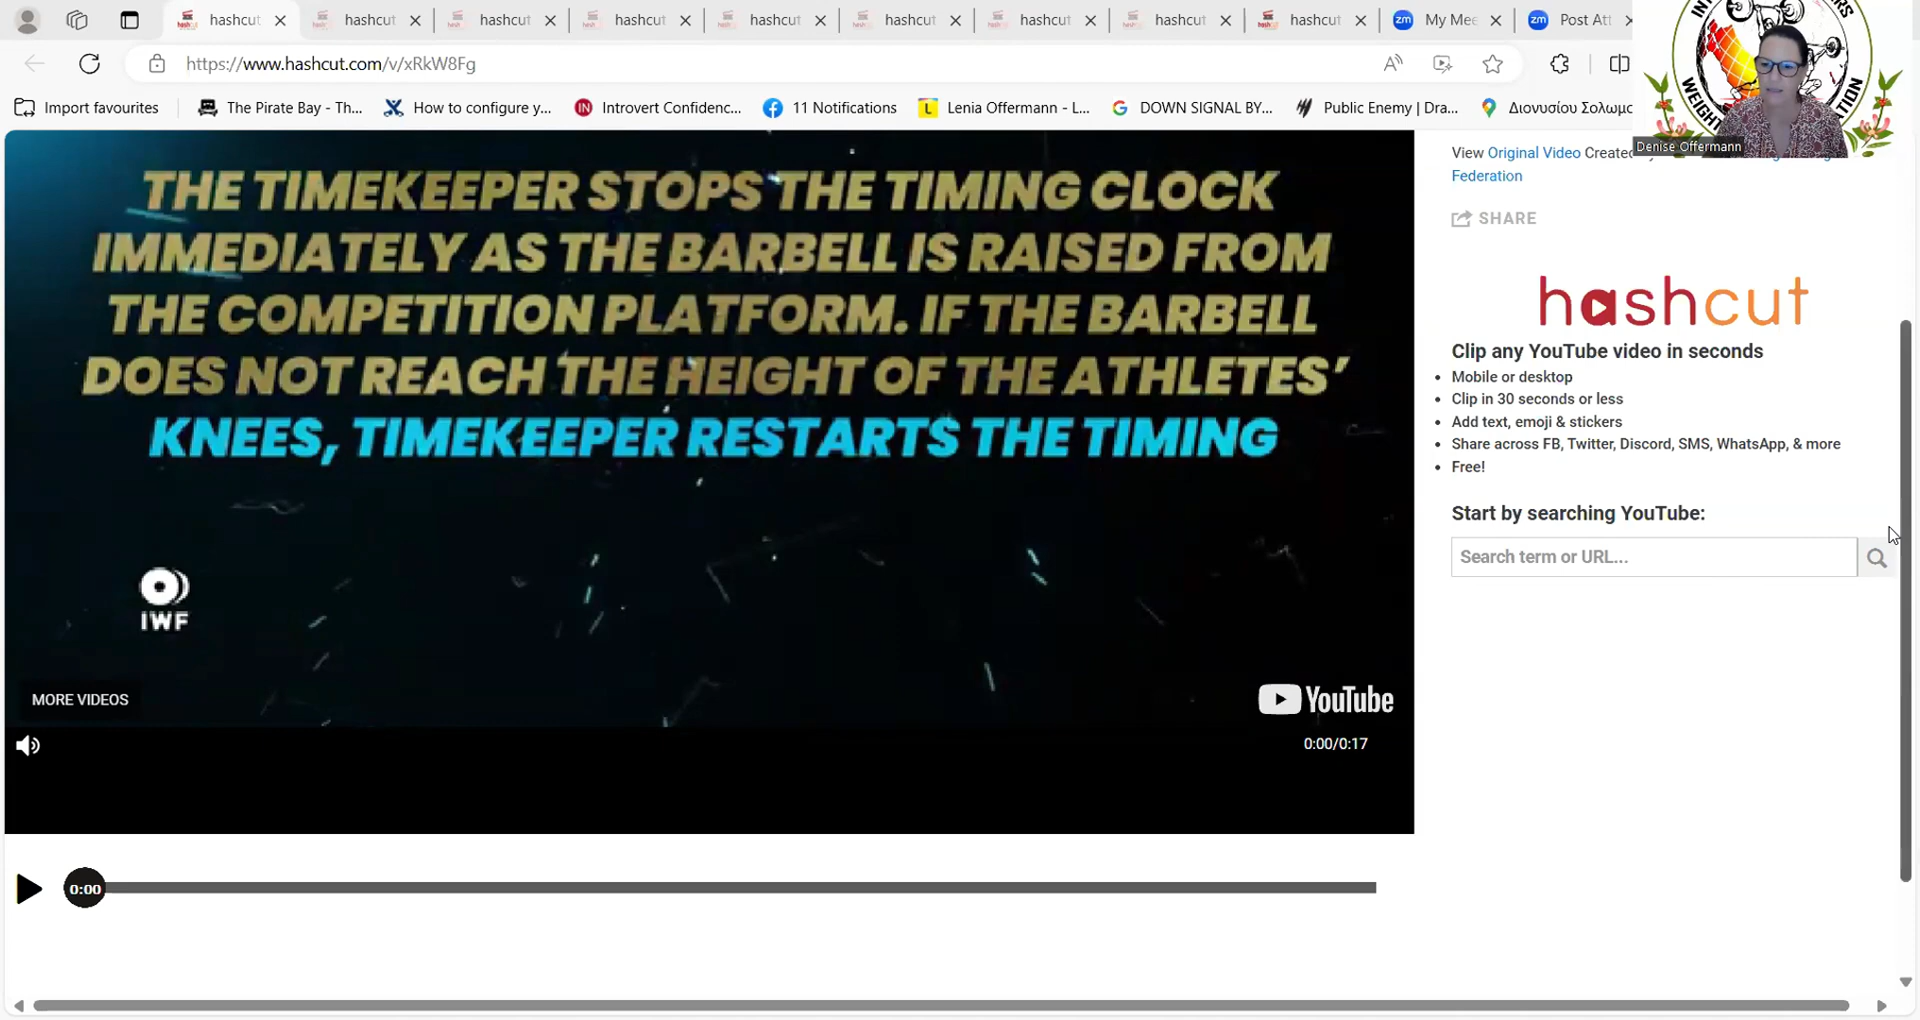 hashcut
hashcut
hashcut
hashcut
hashcut
hashcut
hashcut
hashcut
hashcut
My Mee
Post Att
https://www.hashcut.com/v/xRkW8Fg
Import favourites
The Pirate Bay - Th...
How to configure y...
Introvert Confidenc...
11 Notifications
Lenia Offermann - L...
DOWN SIGNAL BY...
Public Enemy | Dra...
Διονυσίου Σολωμο
Denise Offermann
THE TIMEKEEPER STOPS THE TIMING CLOCK
IMMEDIATELY AS THE BARBELL IS RAISED FROM
THE COMPETITION PLATFORM. IF THE BARBELL
DOES NOT REACH THE HEIGHT OF THE ATHLETES’
KNEES, TIMEKEEPER RESTARTS THE TIMING
IWF
MORE VIDEOS
YouTube
0:00/0:17
0:00
View Original Video Created
Federation
SHARE
hashcut
Clip any YouTube video in seconds
Mobile or desktop
Clip in 30 seconds or less
Add text, emoji & stickers
Share across FB, Twitter, Discord, SMS, WhatsApp, & more
Free!
Start by searching YouTube:
Search term or URL...